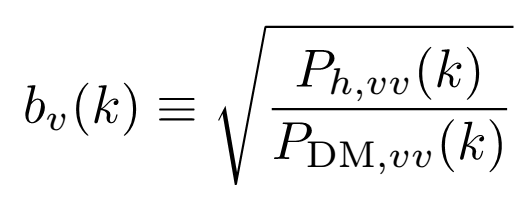 b_v(k) ≡ √(P_{h,vv}(k) / P_{DM,vv}(k))